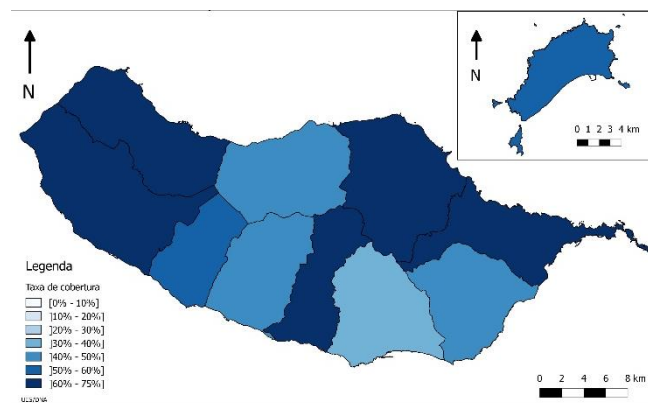 N
N
0 1 2 3 4 km
Legenda
Taxa de cobertura
[0% - 10%]
]10% - 20%]
]20% - 30%]
]30% - 40%]
]40% - 50%]
]50% - 60%]
]60% - 75%]
0 2 4 6 8 km